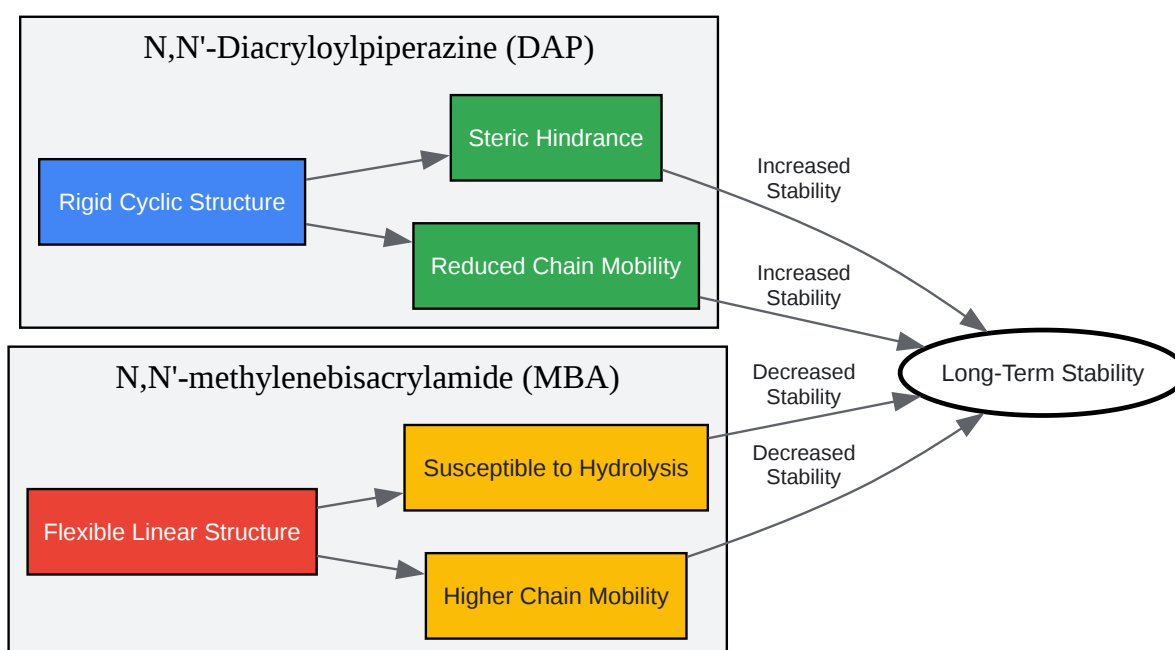 N,N'-Diacryloylpiperazine (DAP)
Rigid Cyclic Structure
Steric Hindrance
Reduced Chain Mobility
Increased
Stability
Increased
Stability
N,N'-methylenebisacrylamide (MBA)
Flexible Linear Structure
Susceptible to Hydrolysis
Higher Chain Mobility
Decreased
Stability
Decreased
Stability
Long-Term Stability